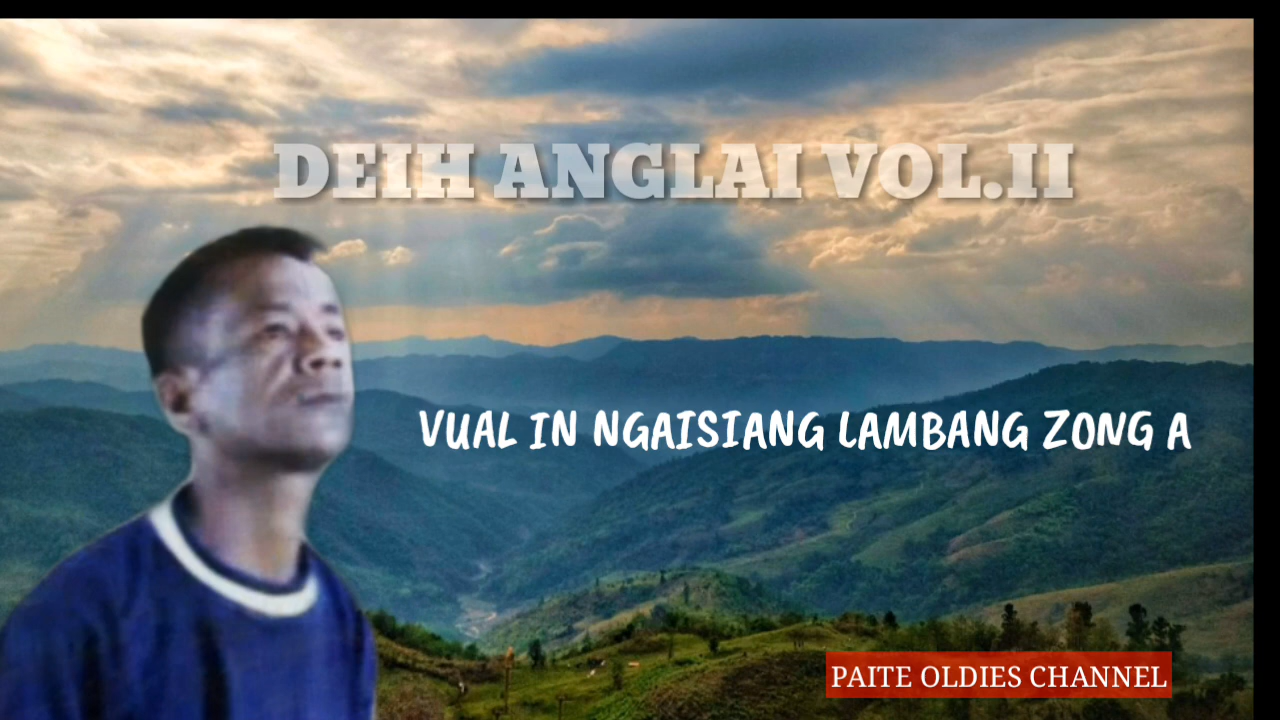 DEIH ANGLAI VOL.II
VUAL IN NGAISIANG LAMBANG ZONG A
PAITE OLDIES CHANNEL